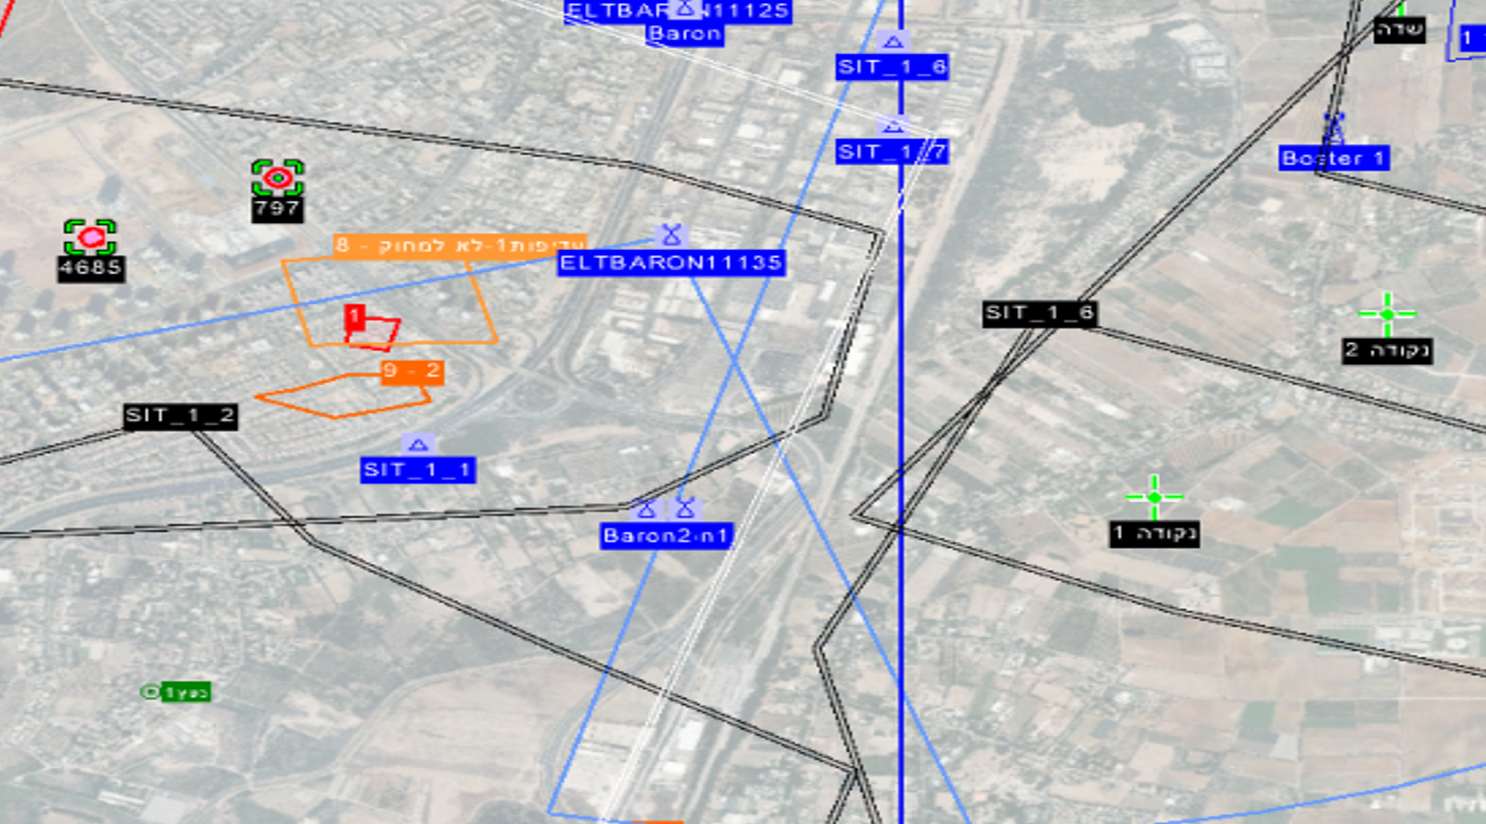 ELTBARON11125
Baron
שדה
1
SIT_1_6
SIT_1_7
Boster 1
797
4685
עדיפות1-לא למחוק - 8
ELTBARON11135
1
SIT_1_6
נקודה 2
9 - 2
SIT_1_2
SIT_1_1
נקודה 1
Baron2
n1